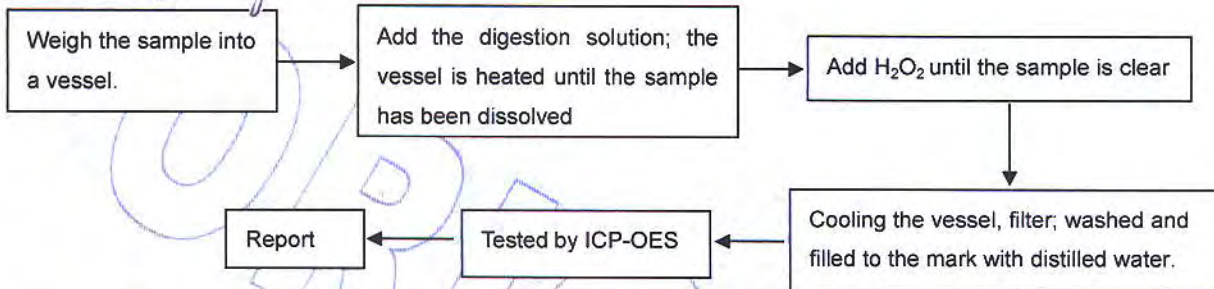 Weigh the sample into
a vessel.
Add the digestion solution; the
vessel is heated until the sample
has been dissolved
Add H₂O₂ until the sample is clear
Cooling the vessel, filter; washed and
filled to the mark with distilled water.
Tested by ICP-OES
Report